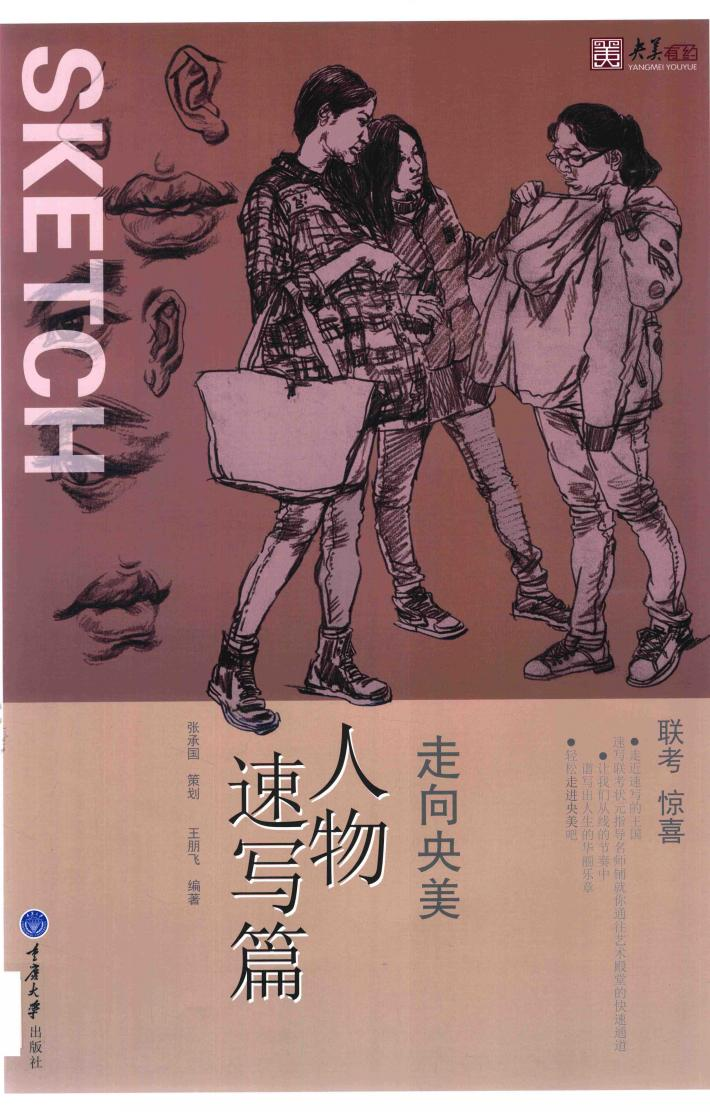 SKETCH
美
央美有约
YANGMEI YOUYUE
联考 惊喜
●走近速写的王国
速写联考状元指导名师铺就你通往艺术殿堂的快速通道
●让我们从线的节奏中
谱写出人生的华丽乐章
●轻松走进央美吧
走向央美
人物
速写篇
张承国 策划 王朋飞 编著
重庆大学出版社